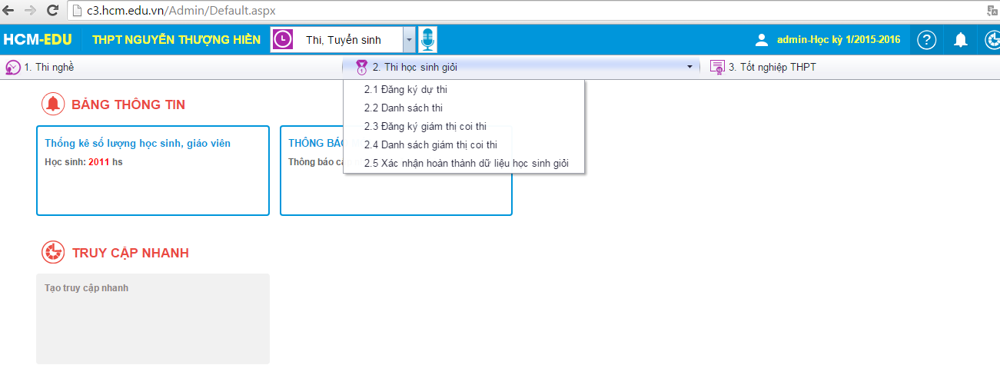 c3.hcm.edu.vn/Admin/Default.aspx
HCM-EDU THPT NGUYỄN THƯỢNG HIỀN Thi, Tuyển sinh admin-Học kỳ 1/2015-2016
1. Thi nghề 2. Thi học sinh giỏi 3. Tốt nghiệp THPT
2.1 Đăng ký dự thi
2.2 Danh sách thi
2.3 Đăng ký giám thị coi thi
2.4 Danh sách giám thị coi thi
2.5 Xác nhận hoàn thành dữ liệu học sinh giỏi
BẢNG THÔNG TIN
Thống kê số lượng học sinh, giáo viên
Học sinh: 2011 hs
THÔNG BÁO
Thông báo
TRUY CẬP NHANH
Tạo truy cập nhanh